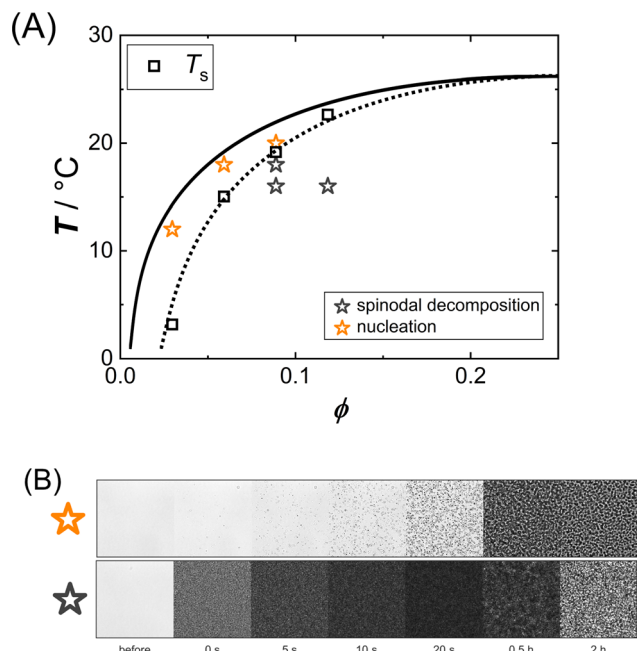 (A)
30
20
10
0
T / °C
Ts
spinodal decomposition
nucleation
0.0
0.1
0.2
ϕ
(B)
before 0 s 5 s 10 s 20 s 0.5 h 2 h